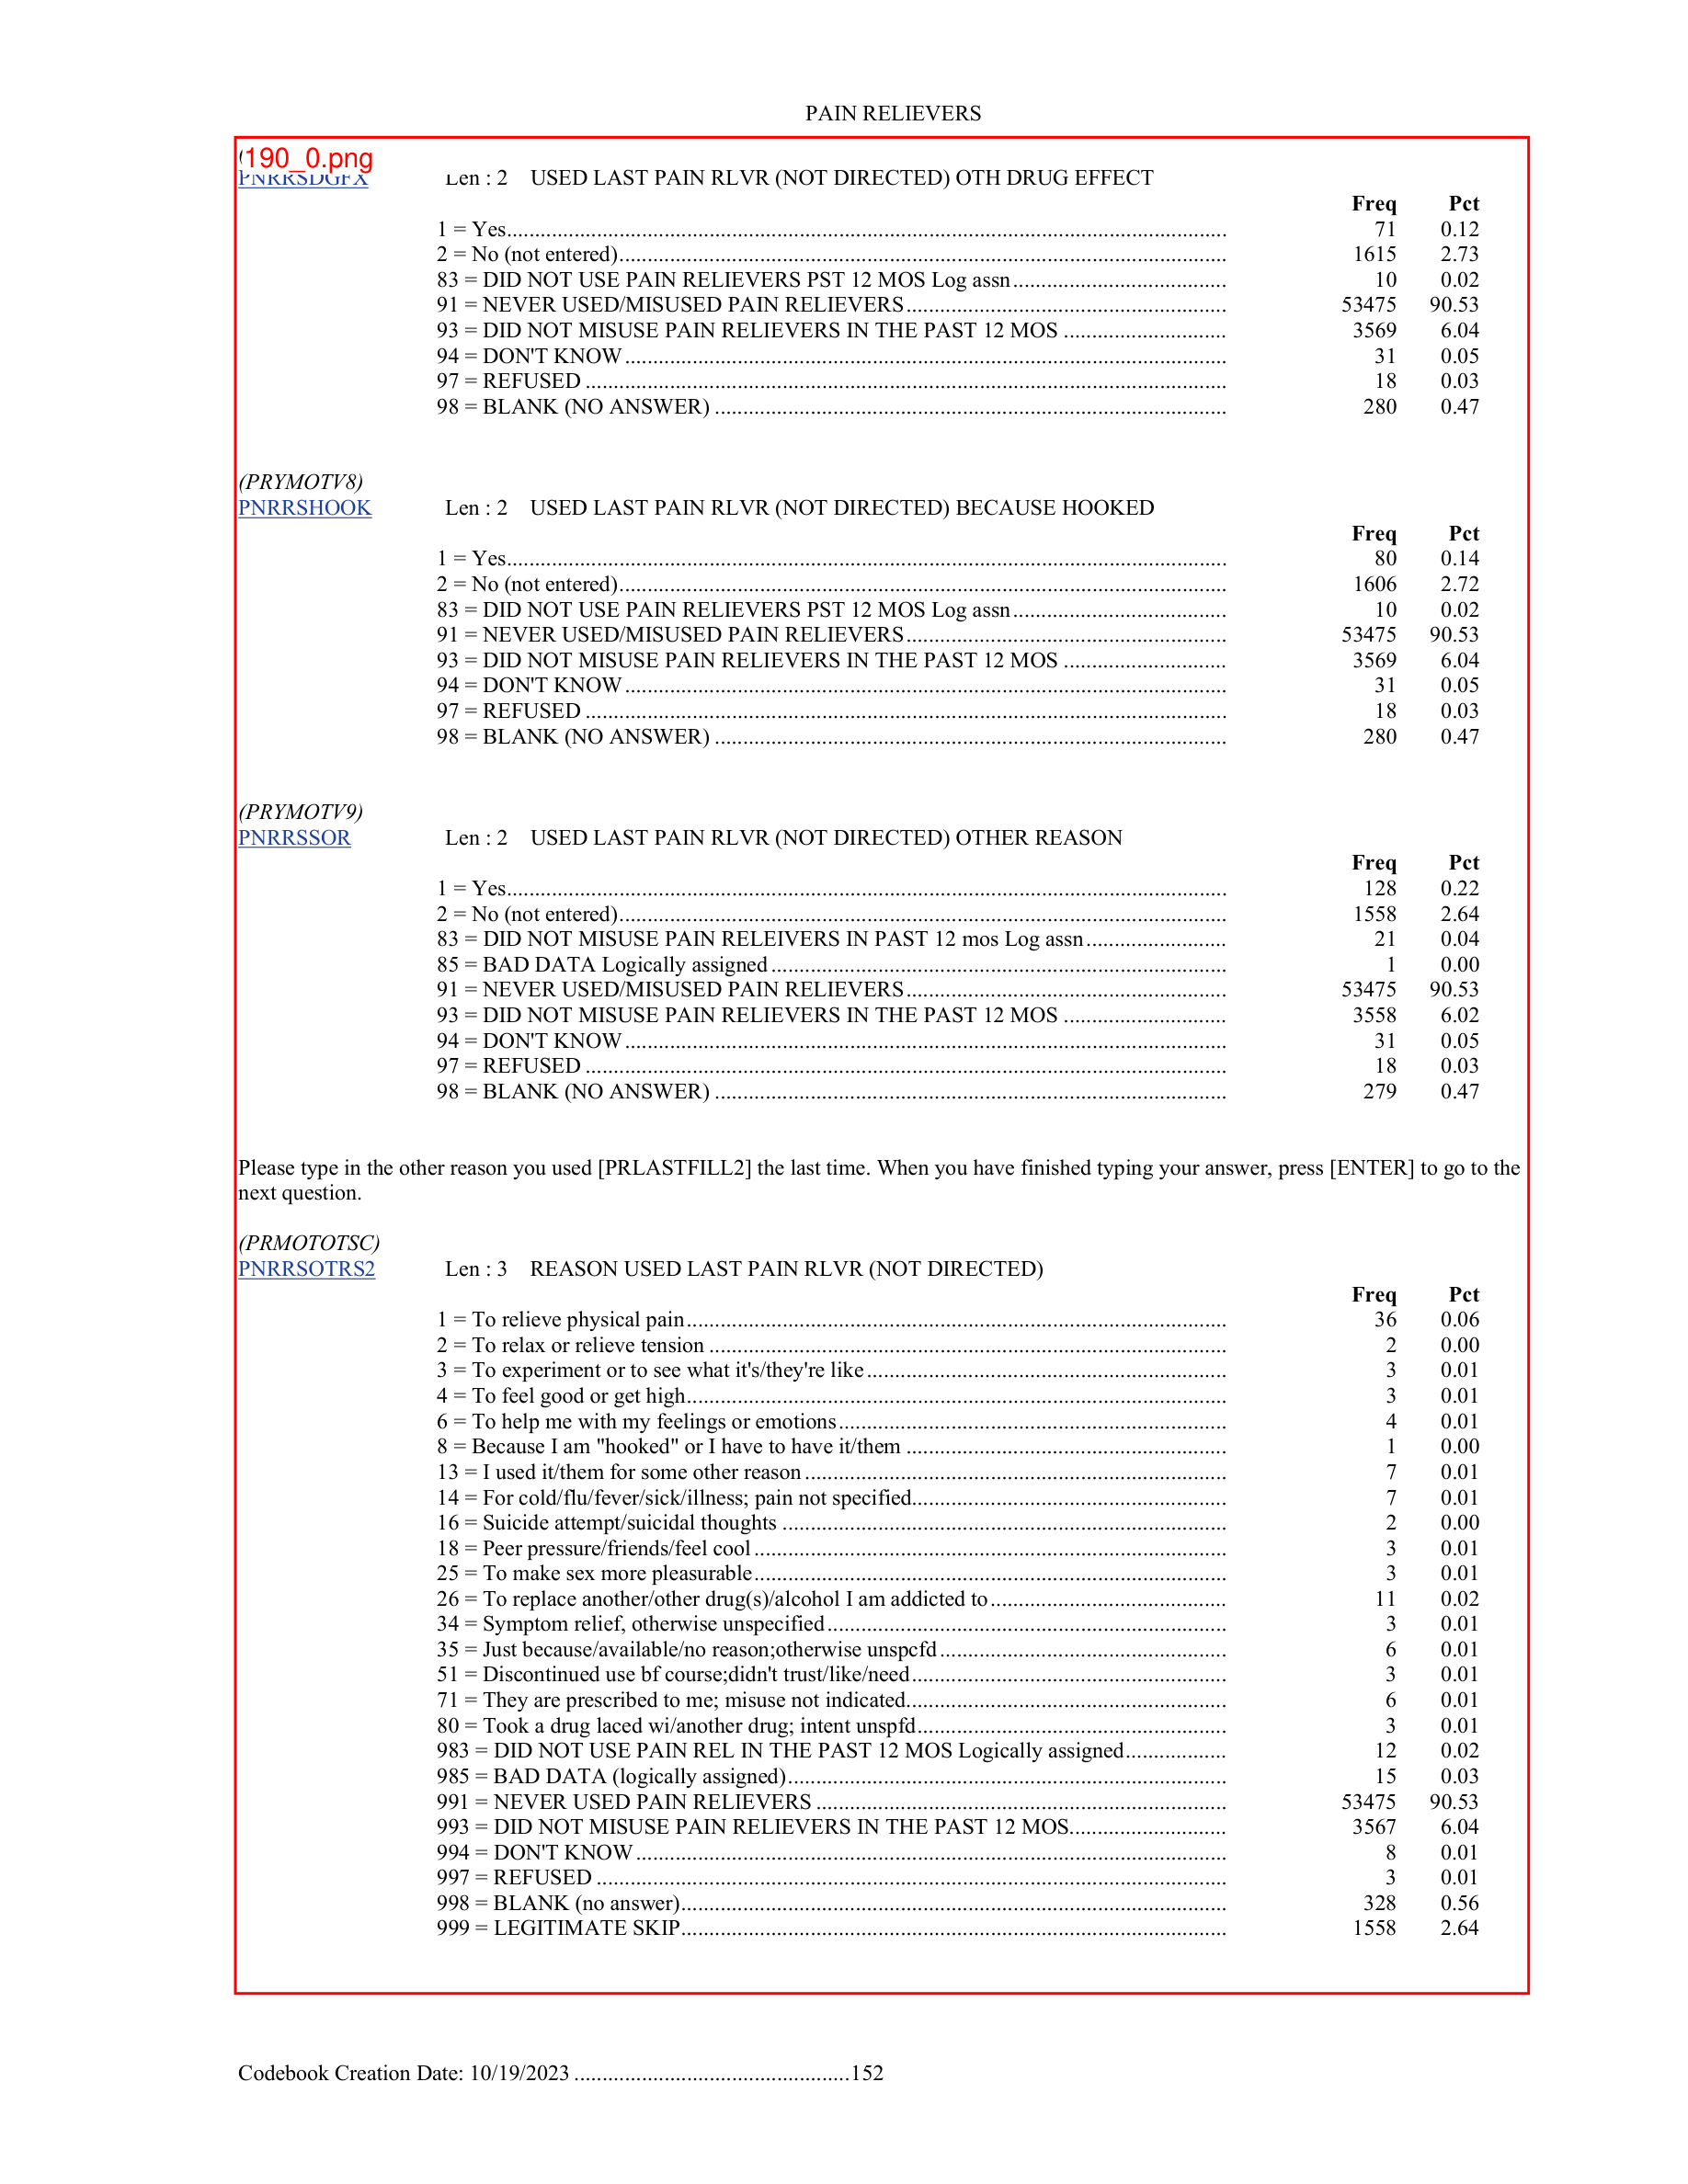 PAIN RELIEVERS
190_0.png
PNRRSDGFX Len : 2 USED LAST PAIN RLVR (NOT DIRECTED) OTH DRUG EFFECT
Freq Pct
1 = Yes 71 0.12
2 = No (not entered) 1615 2.73
83 = DID NOT USE PAIN RELIEVERS PST 12 MOS Log assn 10 0.02
91 = NEVER USED/MISUSED PAIN RELIEVERS 53475 90.53
93 = DID NOT MISUSE PAIN RELIEVERS IN THE PAST 12 MOS 3569 6.04
94 = DON'T KNOW 31 0.05
97 = REFUSED 18 0.03
98 = BLANK (NO ANSWER) 280 0.47
(PRYMOTV8)
PNRRSHOOK Len : 2 USED LAST PAIN RLVR (NOT DIRECTED) BECAUSE HOOKED
Freq Pct
1 = Yes 80 0.14
2 = No (not entered) 1606 2.72
83 = DID NOT USE PAIN RELIEVERS PST 12 MOS Log assn 10 0.02
91 = NEVER USED/MISUSED PAIN RELIEVERS 53475 90.53
93 = DID NOT MISUSE PAIN RELIEVERS IN THE PAST 12 MOS 3569 6.04
94 = DON'T KNOW 31 0.05
97 = REFUSED 18 0.03
98 = BLANK (NO ANSWER) 280 0.47
(PRYMOTV9)
PNRRSSOR Len : 2 USED LAST PAIN RLVR (NOT DIRECTED) OTHER REASON
Freq Pct
1 = Yes 128 0.22
2 = No (not entered) 1558 2.64
83 = DID NOT MISUSE PAIN RELEIVERS IN PAST 12 mos Log assn 21 0.04
85 = BAD DATA Logically assigned 1 0.00
91 = NEVER USED/MISUSED PAIN RELIEVERS 53475 90.53
93 = DID NOT MISUSE PAIN RELIEVERS IN THE PAST 12 MOS 3558 6.02
94 = DON'T KNOW 31 0.05
97 = REFUSED 18 0.03
98 = BLANK (NO ANSWER) 279 0.47
Please type in the other reason you used [PRLASTFILL2] the last time. When you have finished typing your answer, press [ENTER] to go to the
next question.
(PRMOTOTSC)
PNRRSOTRS2 Len : 3 REASON USED LAST PAIN RLVR (NOT DIRECTED)
Freq Pct
1 = To relieve physical pain 36 0.06
2 = To relax or relieve tension 2 0.00
3 = To experiment or to see what it's/they're like 3 0.01
4 = To feel good or get high 3 0.01
6 = To help me with my feelings or emotions 4 0.01
8 = Because I am "hooked" or I have to have it/them 1 0.00
13 = I used it/them for some other reason 7 0.01
14 = For cold/flu/fever/sick/illness; pain not specified 7 0.01
16 = Suicide attempt/suicidal thoughts 2 0.00
18 = Peer pressure/friends/feel cool 3 0.01
25 = To make sex more pleasurable 3 0.01
26 = To replace another/other drug(s)/alcohol I am addicted to 11 0.02
34 = Symptom relief, otherwise unspecified 3 0.01
35 = Just because/available/no reason;otherwise unspcfd 6 0.01
51 = Discontinued use bf course;didn't trust/like/need 3 0.01
71 = They are prescribed to me; misuse not indicated 6 0.01
80 = Took a drug laced wi/another drug; intent unspfd 3 0.01
983 = DID NOT USE PAIN REL IN THE PAST 12 MOS Logically assigned 12 0.02
985 = BAD DATA (logically assigned) 15 0.03
991 = NEVER USED PAIN RELIEVERS 53475 90.53
993 = DID NOT MISUSE PAIN RELIEVERS IN THE PAST 12 MOS 3567 6.04
994 = DON'T KNOW 8 0.01
997 = REFUSED 3 0.01
998 = BLANK (no answer) 328 0.56
999 = LEGITIMATE SKIP 1558 2.64
Codebook Creation Date: 10/19/2023 152